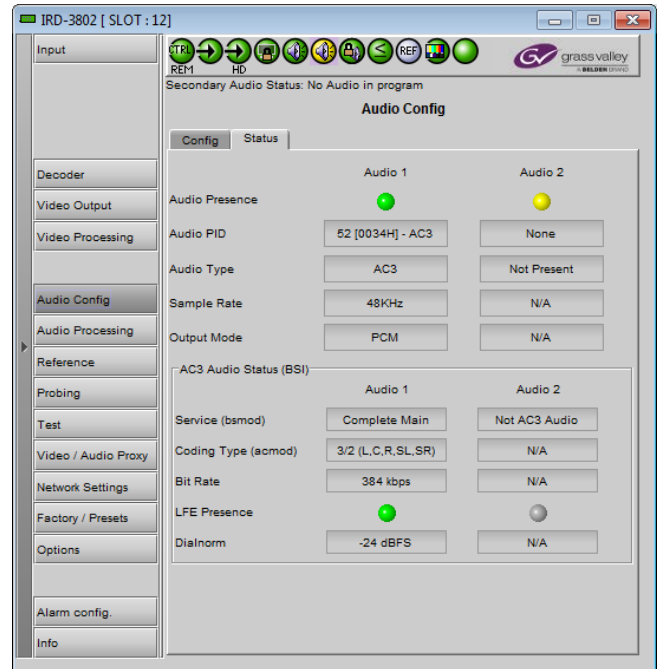 IRD-3802 [ SLOT : 12]
Input
CTRL
REM
HD
REF
grass valley
A BELDEN BRAND
Secondary Audio Status: No Audio in program
Audio Config
Config Status
Audio 1 Audio 2
Decoder
Video Output
Video Processing
Audio Config
Audio Processing
Reference
Probing
Test
Video / Audio Proxy
Network Settings
Factory / Presets
Options
Alarm config.
Info
Audio Presence
Audio PID 52 [0034H] - AC3 None
Audio Type AC3 Not Present
Sample Rate 48KHz N/A
Output Mode PCM N/A
AC3 Audio Status (BSI)
Audio 1 Audio 2
Service (bsmod) Complete Main Not AC3 Audio
Coding Type (acmod) 3/2 (L,C,R,SL,SR) N/A
Bit Rate 384 kbps N/A
LFE Presence
Dialnorm -24 dBFS N/A